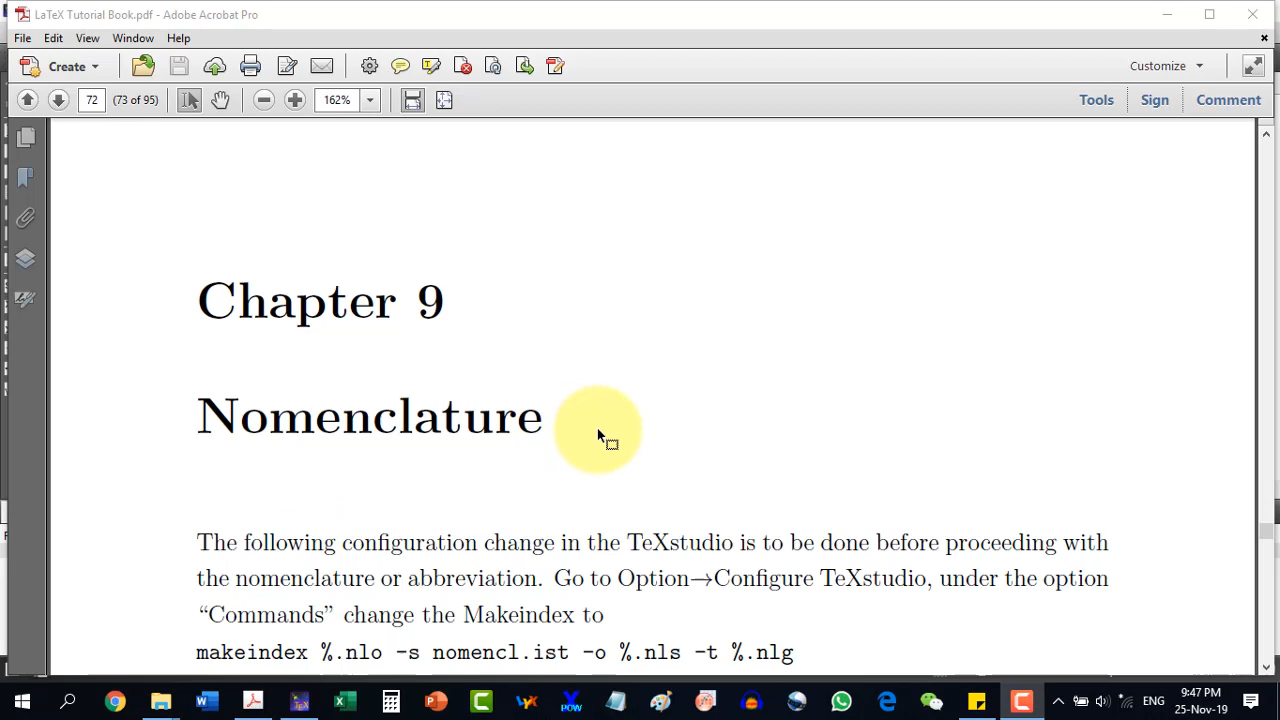 LaTeX Tutorial Book.pdf - Adobe Acrobat Pro
File Edit View Window Help
Create Customize
72 (73 of 95) 162% Tools Sign Comment
Chapter 9
Nomenclature
The following configuration change in the TeXstudio is to be done before proceeding with
the nomenclature or abbreviation. Go to Option→Configure TeXstudio, under the option
“Commands” change the Makeindex to
makeindex %.nlo -s nomencl.ist -o %.nls -t %.nlg
ENG 9:47 PM
25-Nov-19